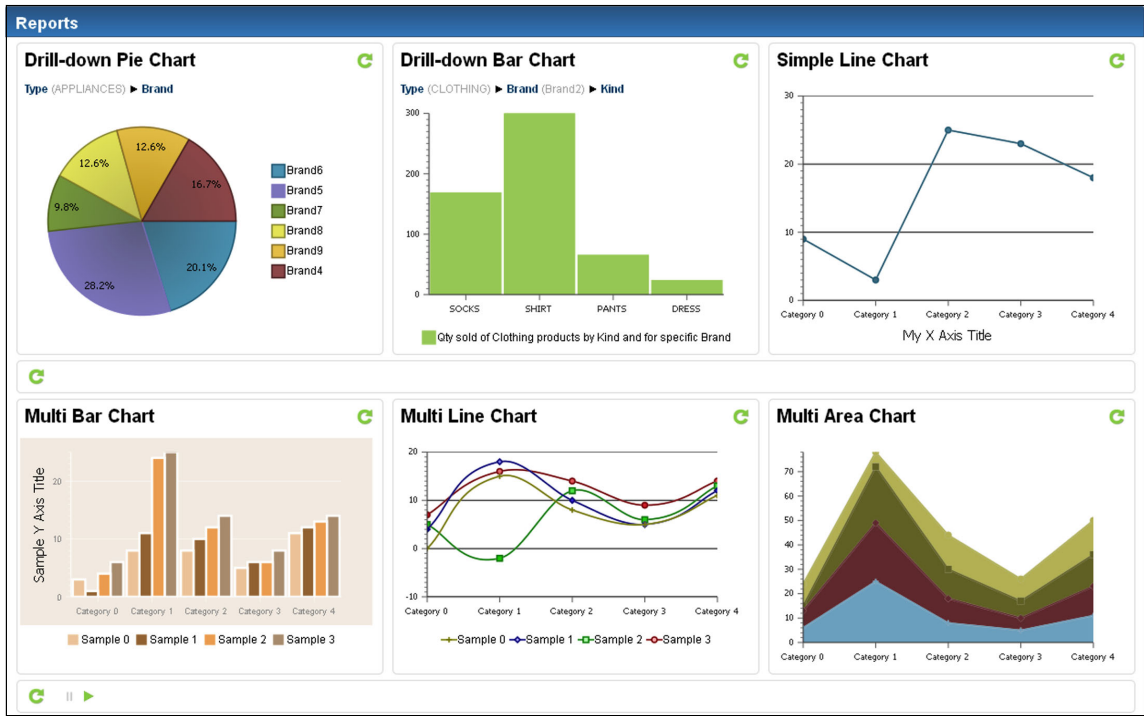 Reports
Drill-down Pie Chart
Type (APPLIANCES) ► Brand
12.6%
12.6%
16.7%
9.8%
20.1%
28.2%
Brand6
Brand5
Brand7
Brand8
Brand9
Brand4
Drill-down Bar Chart
Type (CLOTHING) ► Brand (Brand2) ► Kind
300
200
100
0
SOCKS SHIRT PANTS DRESS
Qty sold of Clothing products by Kind and for specific Brand
Simple Line Chart
30
20
10
0
Category 0 Category 1 Category 2 Category 3 Category 4
My X Axis Title
Multi Bar Chart
Sample Y Axis Title
20
10
0
Category 0 Category 1 Category 2 Category 3 Category 4
Sample 0 Sample 1 Sample 2 Sample 3
Multi Line Chart
20
10
0
-10
Category 0 Category 1 Category 2 Category 3 Category 4
Sample 0 Sample 1 Sample 2 Sample 3
Multi Area Chart
70
60
50
40
30
20
10
0
Category 0 Category 1 Category 2 Category 3 Category 4